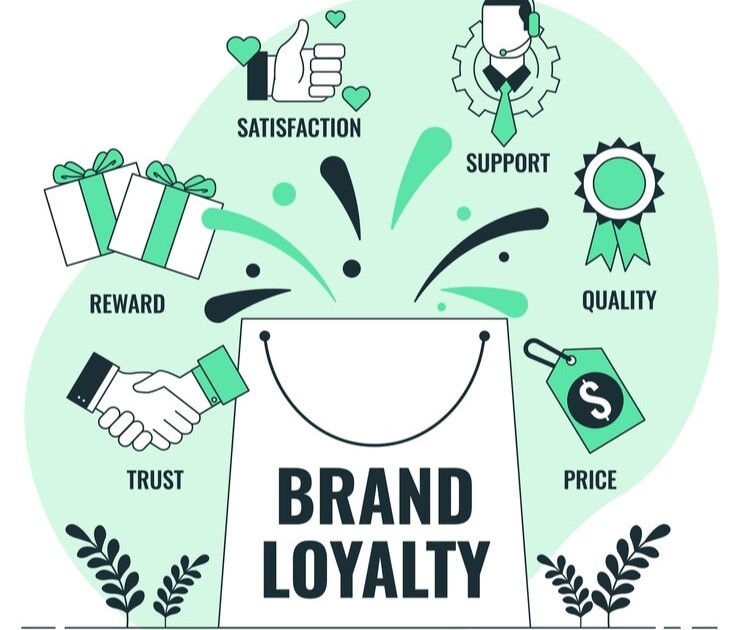 SATISFACTION
SUPPORT
REWARD
QUALITY
TRUST
$
PRICE
BRAND
LOYALTY